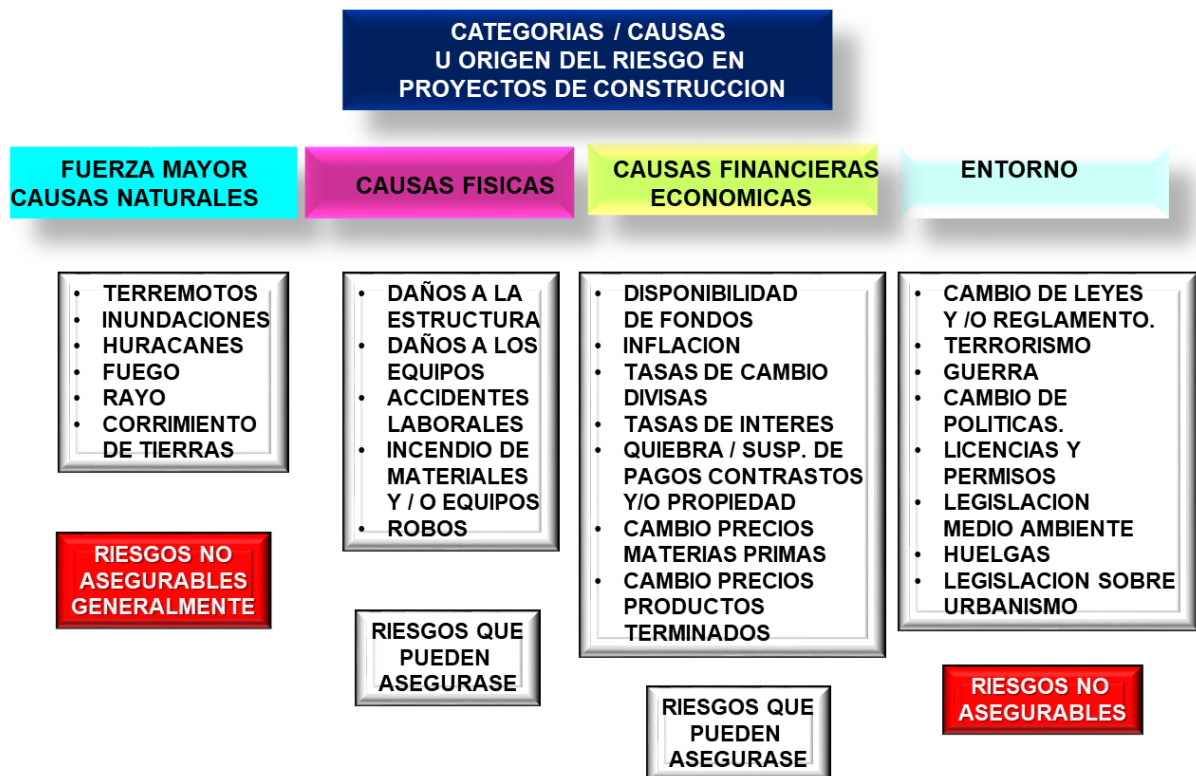 CATEGORIAS / CAUSAS
U ORIGEN DEL RIESGO EN
PROYECTOS DE CONSTRUCCION
FUERZA MAYOR
CAUSAS NATURALES
CAUSAS FISICAS
CAUSAS FINANCIERAS
ECONOMICAS
ENTORNO
• TERREMOTOS
• INUNDACIONES
• HURACANES
• FUEGO
• RAYO
• CORRIMIENTO
DE TIERRAS
RIESGOS NO
ASEGURABLES
GENERALMENTE
• DAÑOS A LA
ESTRUCTURA
• DAÑOS A LOS
EQUIPOS
• ACCIDENTES
LABORALES
• INCENDIO DE
MATERIALES
Y / O EQUIPOS
• ROBOS
RIESGOS QUE
PUEDEN
ASEGURASE
• DISPONIBILIDAD
DE FONDOS
• INFLACION
• TASAS DE CAMBIO
DIVISAS
• TASAS DE INTERES
• QUIEBRA / SUSP. DE
PAGOS CONTRASTOS
Y/O PROPIEDAD
• CAMBIO PRECIOS
MATERIAS PRIMAS
• CAMBIO PRECIOS
PRODUCTOS
TERMINADOS
RIESGOS QUE
PUEDEN
ASEGURASE
• CAMBIO DE LEYES
Y /O REGLAMENTO.
• TERRORISMO
• GUERRA
• CAMBIO DE
POLITICAS.
• LICENCIAS Y
PERMISOS
• LEGISLACION
MEDIO AMBIENTE
• HUELGAS
• LEGISLACION SOBRE
URBANISMO
RIESGOS NO
ASEGURABLES